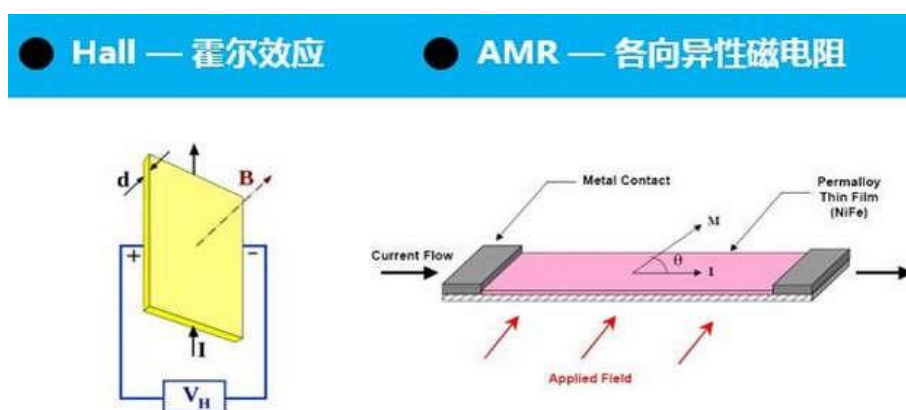 ● Hall — 霍尔效应
● AMR — 各向异性磁电阻
d
B
+
−
I
V_H
Metal Contact
Permalloy
Thin Film
(NiFe)
M
Current Flow
θ
I
Applied Field